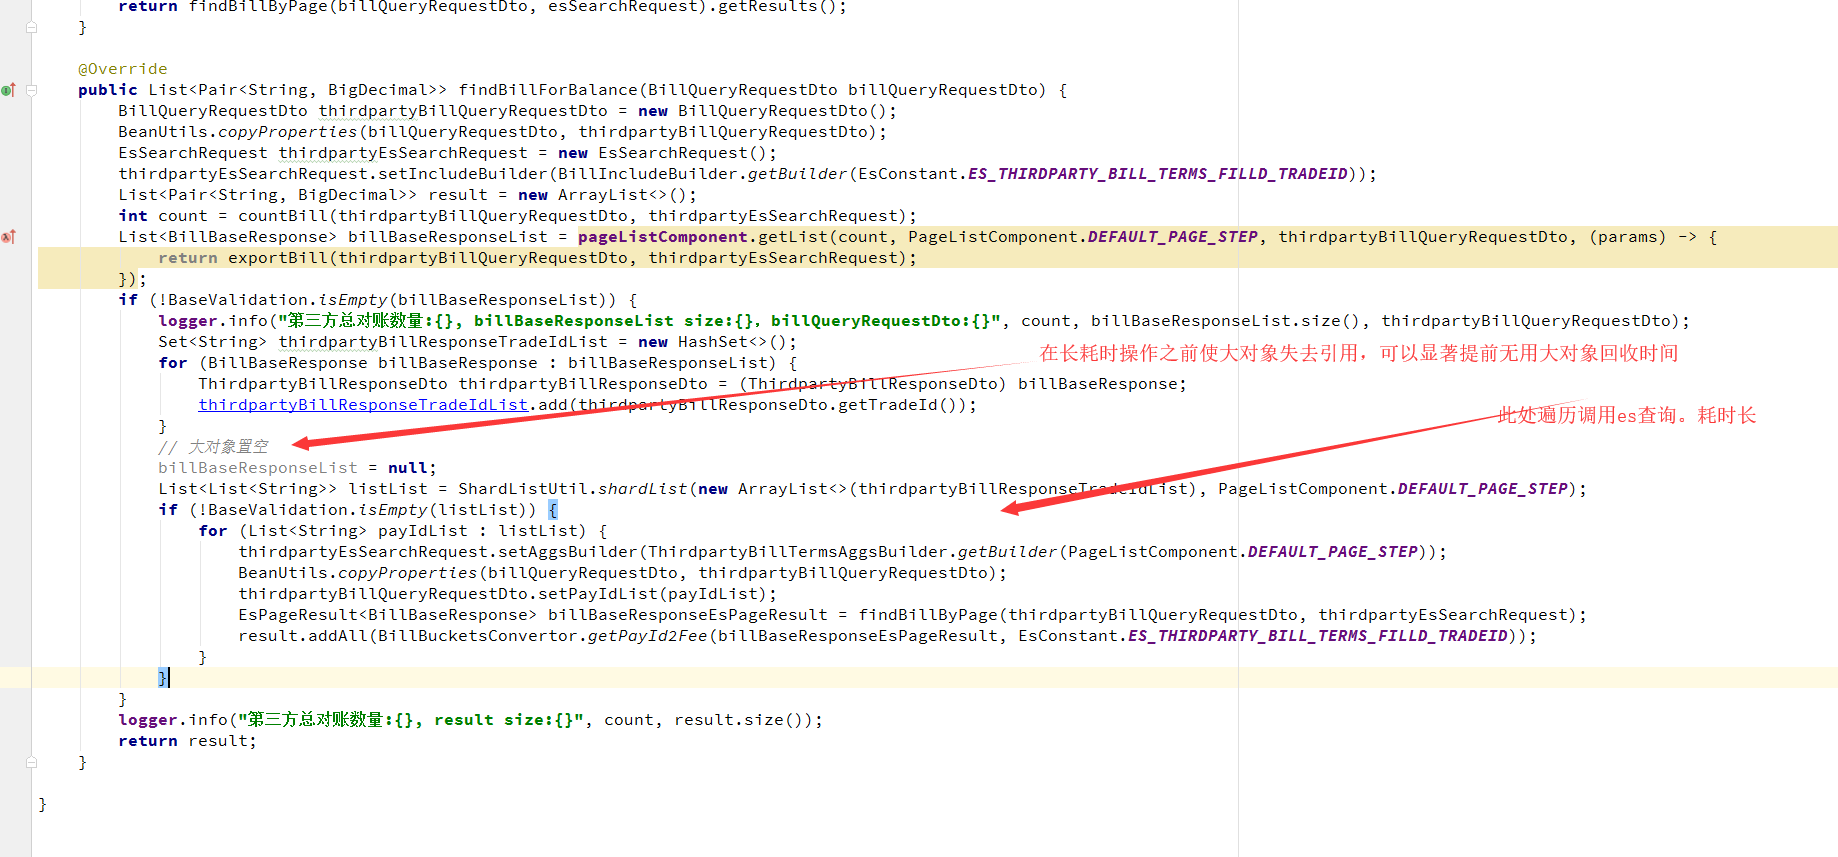 return findBillByPage(billQueryRequestDto, esSearchRequest).getResults();
}
@Override
public List<Pair<String, BigDecimal>> findBillForBalance(BillQueryRequestDto billQueryRequestDto) {
BillQueryRequestDto thirdpartyBillQueryRequestDto = new BillQueryRequestDto();
BeanUtils.copyProperties(billQueryRequestDto, thirdpartyBillQueryRequestDto);
EsSearchRequest thirdpartyEsSearchRequest = new EsSearchRequest();
thirdpartyEsSearchRequest.setIncludeBuilder(BillIncludeBuilder.getBuilder(EsConstant.ES_THIRDPARTY_BILL_TERMS_FILLD_TRADEID));
List<Pair<String, BigDecimal>> result = new ArrayList<>();
int count = countBill(thirdpartyBillQueryRequestDto, thirdpartyEsSearchRequest);
List<BillBaseResponse> billBaseResponseList = pageListComponent.getList(count, PageListComponent.DEFAULT_PAGE_STEP, thirdpartyBillQueryRequestDto, (params) -> {
return exportBill(thirdpartyBillQueryRequestDto, thirdpartyEsSearchRequest);
});
if (!BaseValidation.isEmpty(billBaseResponseList)) {
logger.info("第三方总对账数量:{}, billBaseResponseList size:{}, billQueryRequestDto:{}", count, billBaseResponseList.size(), thirdpartyBillQueryRequestDto);
Set<String> thirdpartyBillResponseTradeIdList = new HashSet<>();
在长耗时操作之前使大对象失去引用，可以显著提前无用大对象回收时间
for (BillBaseResponse billBaseResponse : billBaseResponseList) {
ThirdpartyBillResponseDto thirdpartyBillResponseDto = (ThirdpartyBillResponseDto) billBaseResponse;
thirdpartyBillResponseTradeIdList.add(thirdpartyBillResponseDto.getTradeId());
此处遍历调用es查询。耗时长
}
// 大对象置空
billBaseResponseList = null;
List<List<String>> listList = ShardListUtil.shardList(new ArrayList<>(thirdpartyBillResponseTradeIdList), PageListComponent.DEFAULT_PAGE_STEP);
if (!BaseValidation.isEmpty(listList)) {
for (List<String> payIdList : listList) {
thirdpartyEsSearchRequest.setAggsBuilder(ThirdpartyBillTermsAggsBuilder.getBuilder(PageListComponent.DEFAULT_PAGE_STEP));
BeanUtils.copyProperties(billQueryRequestDto, thirdpartyBillQueryRequestDto);
thirdpartyBillQueryRequestDto.setPayIdList(payIdList);
EsPageResult<BillBaseResponse> billBaseResponseEsPageResult = findBillByPage(thirdpartyBillQueryRequestDto, thirdpartyEsSearchRequest);
result.addAll(BillBucketsConvertor.getPayId2Fee(billBaseResponseEsPageResult, EsConstant.ES_THIRDPARTY_BILL_TERMS_FILLD_TRADEID));
}
}
}
logger.info("第三方总对账数量:{}, result size:{}", count, result.size());
return result;
}
}